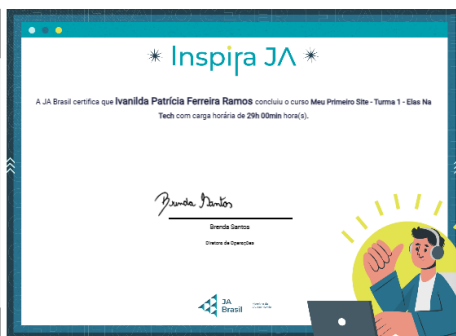 Inspira JA
A JA Brasil certifica que Ivanilda Patrícia Ferreira Ramos concluiu o curso Meu Primeiro Site - Turma 1 - Elas Na
Tech com carga horária de 29h 00min hora(s).
Brenda Santos
Brenda Santos
Diretora de Operações
JA
Brasil